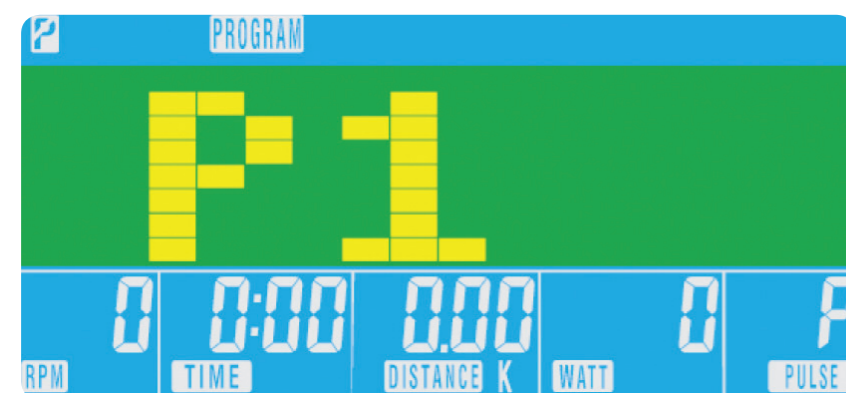 P PROGRAM
P1
0 0:00 0.00 0 P
RPM TIME DISTANCE K WATT PULSE